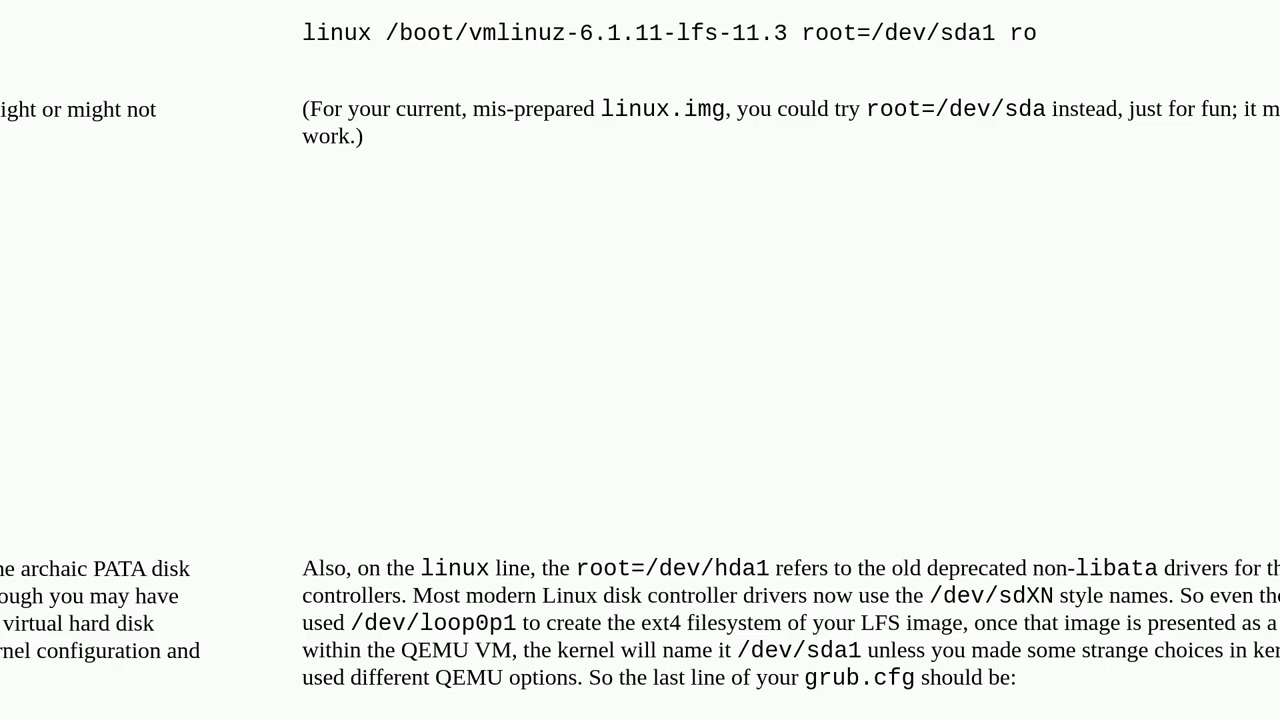 linux /boot/vmlinuz-6.1.11-lfs-11.3 root=/dev/sda1 ro
ight or might not
(For your current, mis-prepared linux.img, you could try root=/dev/sda instead, just for fun; it m
work.)
he archaic PATA disk
ough you may have
virtual hard disk
rnel configuration and
Also, on the linux line, the root=/dev/hda1 refers to the old deprecated non-libata drivers for th
controllers. Most modern Linux disk controller drivers now use the /dev/sdXN style names. So even tho
used /dev/loop0p1 to create the ext4 filesystem of your LFS image, once that image is presented as a
within the QEMU VM, the kernel will name it /dev/sda1 unless you made some strange choices in ker
used different QEMU options. So the last line of your grub.cfg should be: